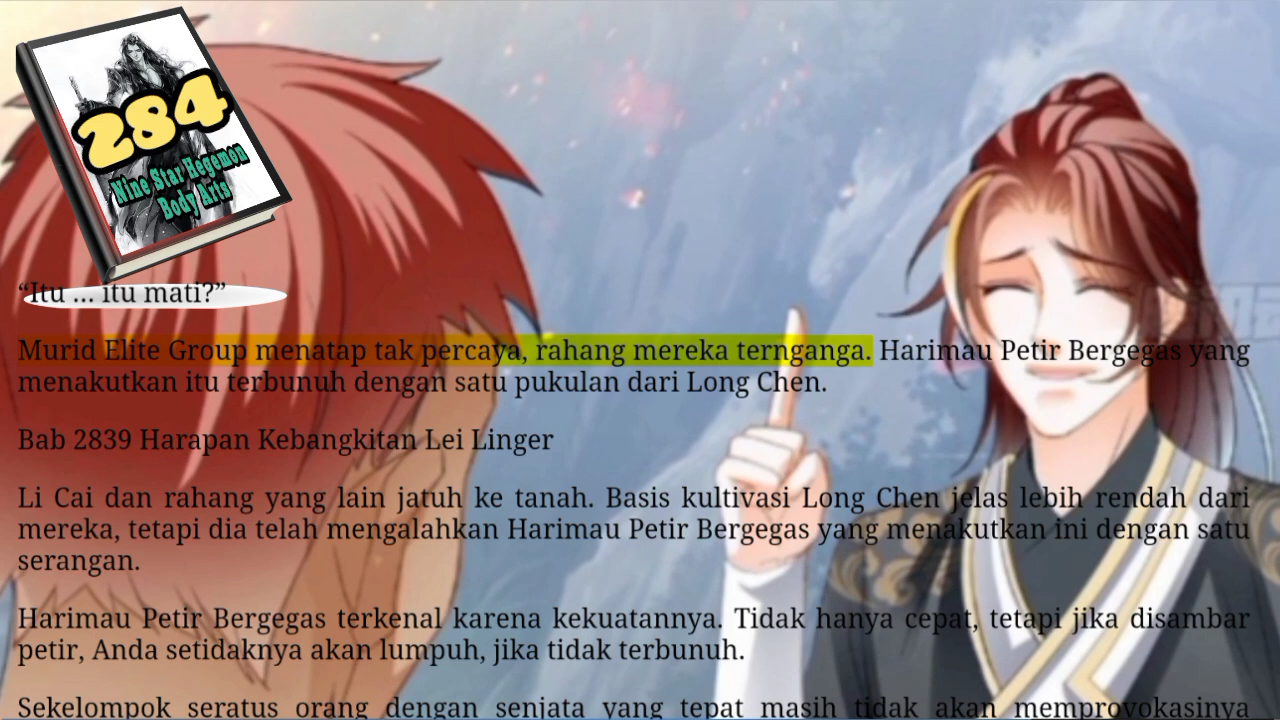 284
Nine Star Hegemon
Body Arts
“Itu ... itu mati?”
Murid Elite Group menatap tak percaya, rahang mereka ternganga. Harimau Petir Bergegas yang
menakutkan itu terbunuh dengan satu pukulan dari Long Chen.
Bab 2839 Harapan Kebangkitan Lei Linger
Li Cai dan rahang yang lain jatuh ke tanah. Basis kultivasi Long Chen jelas lebih rendah dari
mereka, tetapi dia telah mengalahkan Harimau Petir Bergegas yang menakutkan ini dengan satu
serangan.
Harimau Petir Bergegas terkenal karena kekuatannya. Tidak hanya cepat, tetapi jika disambar
petir, Anda setidaknya akan lumpuh, jika tidak terbunuh.
Sekelompok seratus orang dengan senjata yang tepat masih tidak akan memprovokasinya